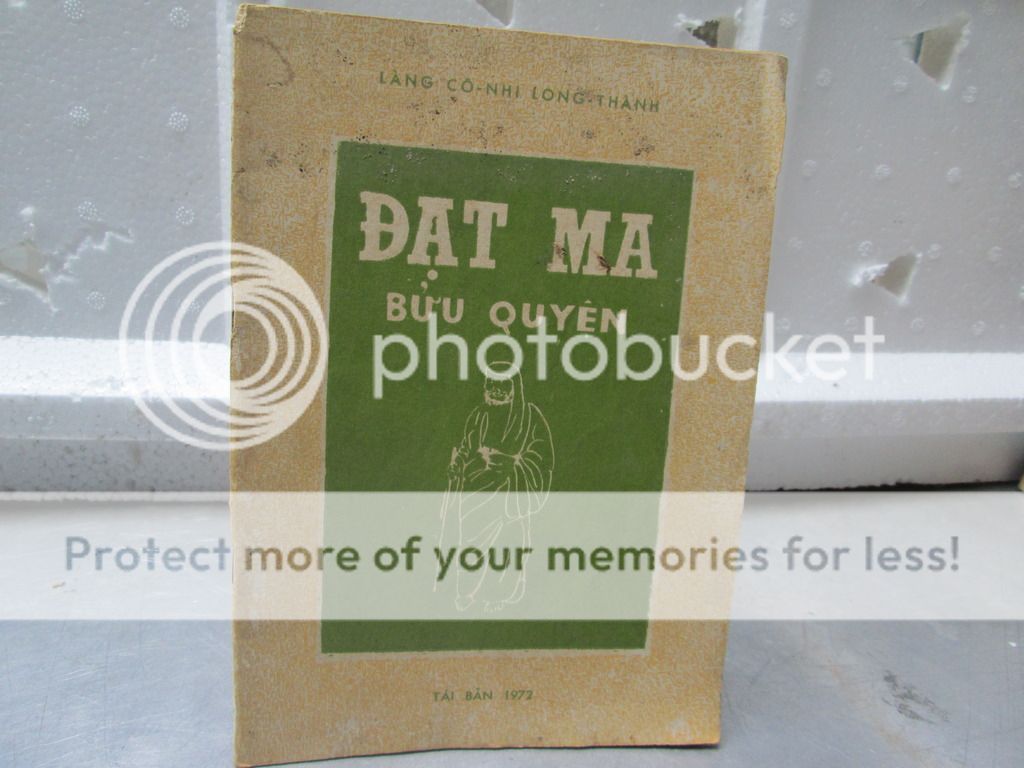 LÀNG CÔ-NHI LONG-THÀNH
ĐẠT MA
BỬU QUYỀN
photobucket
Protect more of your memories for less!
TÁI BẢN 1972